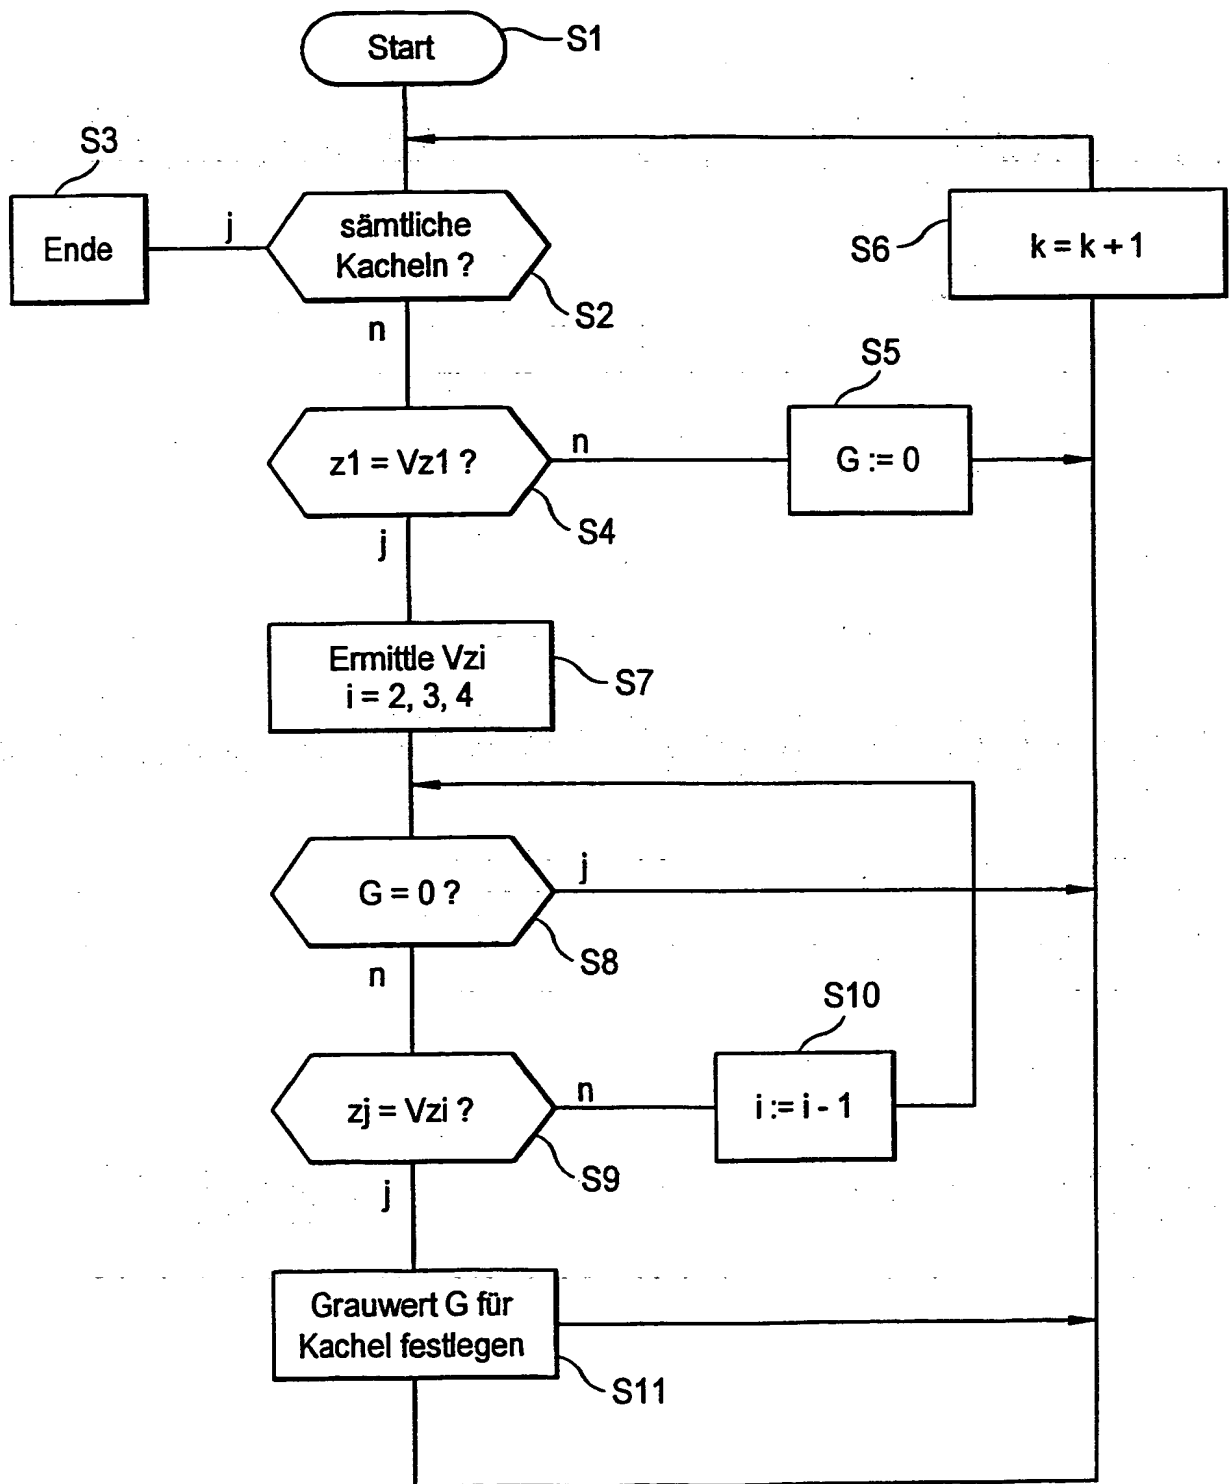 Start
S1
S3
Ende
j
sämtliche
Kacheln ?
S2
n
S6
k = k + 1
S5
z1 = Vz1 ?
n
G := 0
S4
j
Ermittle Vzi
i = 2, 3, 4
S7
G = 0 ?
j
S8
n
S10
zj = Vzi ?
n
i := i - 1
S9
j
Grauwert G für
Kachel festlegen
S11